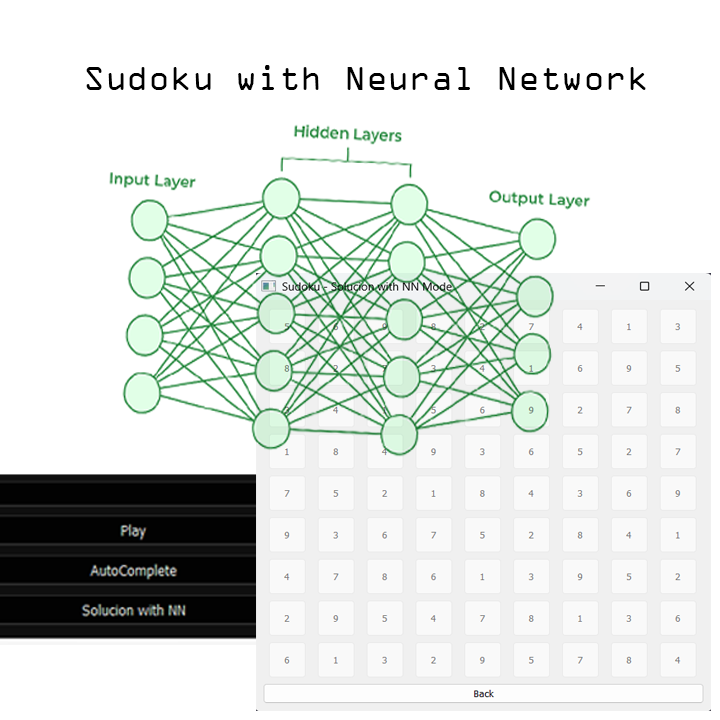 Sudoku with Neural Network
Hidden Layers
Input Layer
Output Layer
Sudoku - Solucion with NN Mode
5 6 9 8 2 7 4 1 3
8 2 3 4 1 6 9 5
3 4 5 6 9 2 7 8
1 8 4 9 3 6 5 2 7
7 5 2 1 8 4 3 6 9
9 3 6 7 5 2 8 4 1
4 7 8 6 1 3 9 5 2
2 9 5 4 7 8 1 3 6
6 1 3 2 9 5 7 8 4
Back
Play
AutoComplete
Solucion with NN